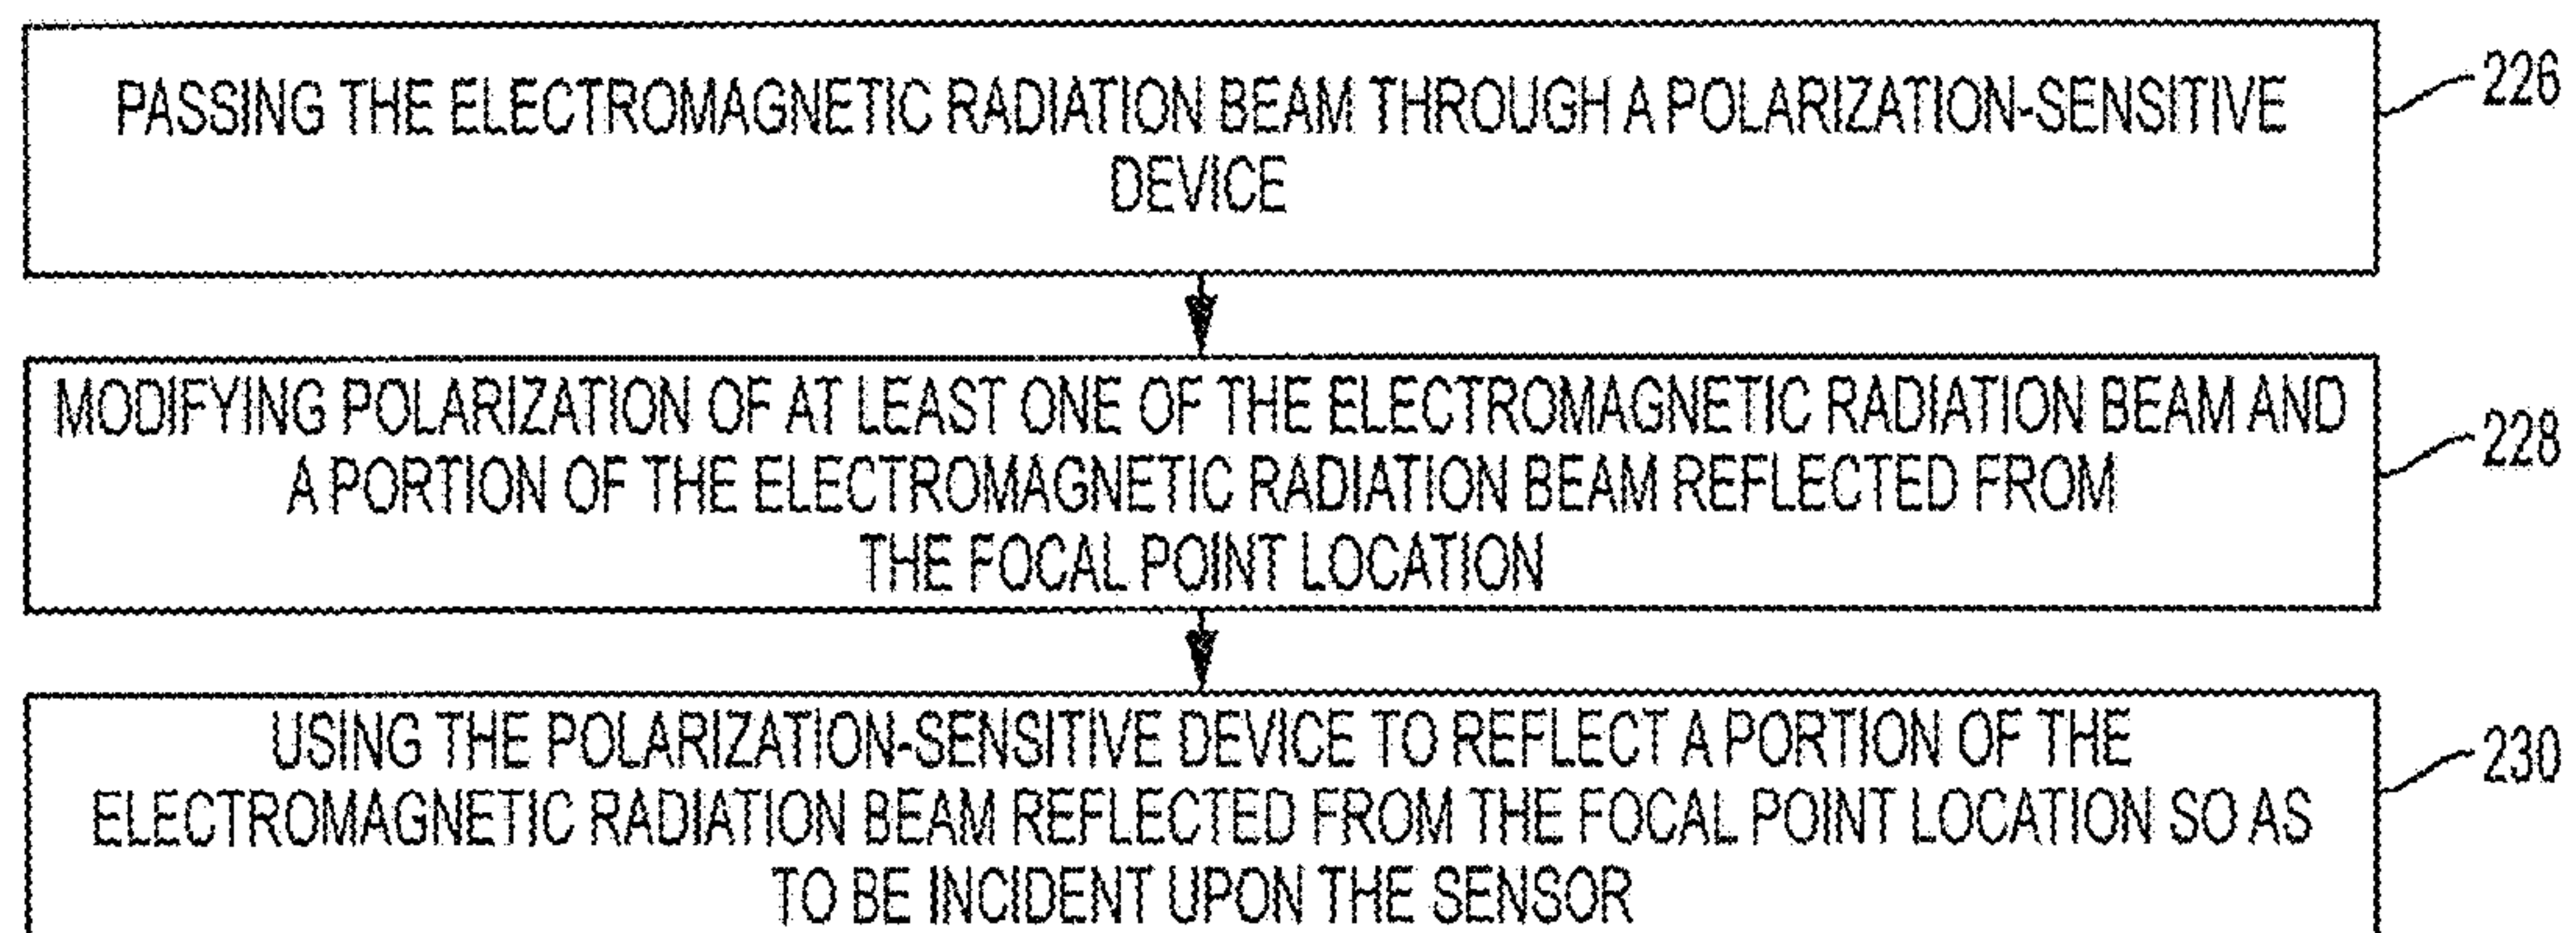 PASSING THE ELECTROMAGNETIC RADIATION BEAM THROUGH A POLARIZATION-SENSITIVE
DEVICE
226
MODIFYING POLARIZATION OF AT LEAST ONE OF THE ELECTROMAGNETIC RADIATION BEAM AND
A PORTION OF THE ELECTROMAGNETIC RADIATION BEAM REFLECTED FROM
THE FOCAL POINT LOCATION
228
USING THE POLARIZATION-SENSITIVE DEVICE TO REFLECT A PORTION OF THE
ELECTROMAGNETIC RADIATION BEAM REFLECTED FROM THE FOCAL POINT LOCATION SO AS
TO BE INCIDENT UPON THE SENSOR
230